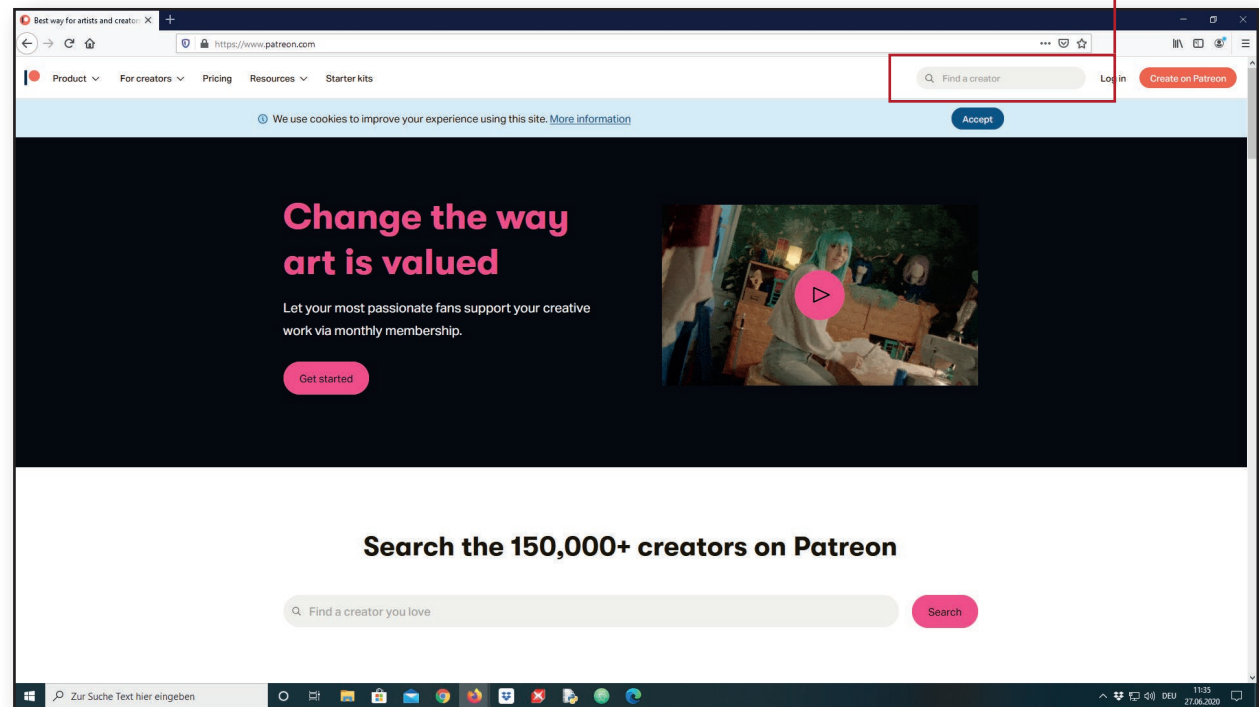 Best way for artists and creator
https://www.patreon.com
Product For creators Pricing Resources Starter kits
Find a creator
Log in
Create on Patreon
We use cookies to improve your experience using this site. More information
Accept
Change the way
art is valued
Let your most passionate fans support your creative
work via monthly membership.
Get started
Search the 150,000+ creators on Patreon
Find a creator you love
Search
Zur Suche Text hier eingeben
DEU
11:35
27.06.2020